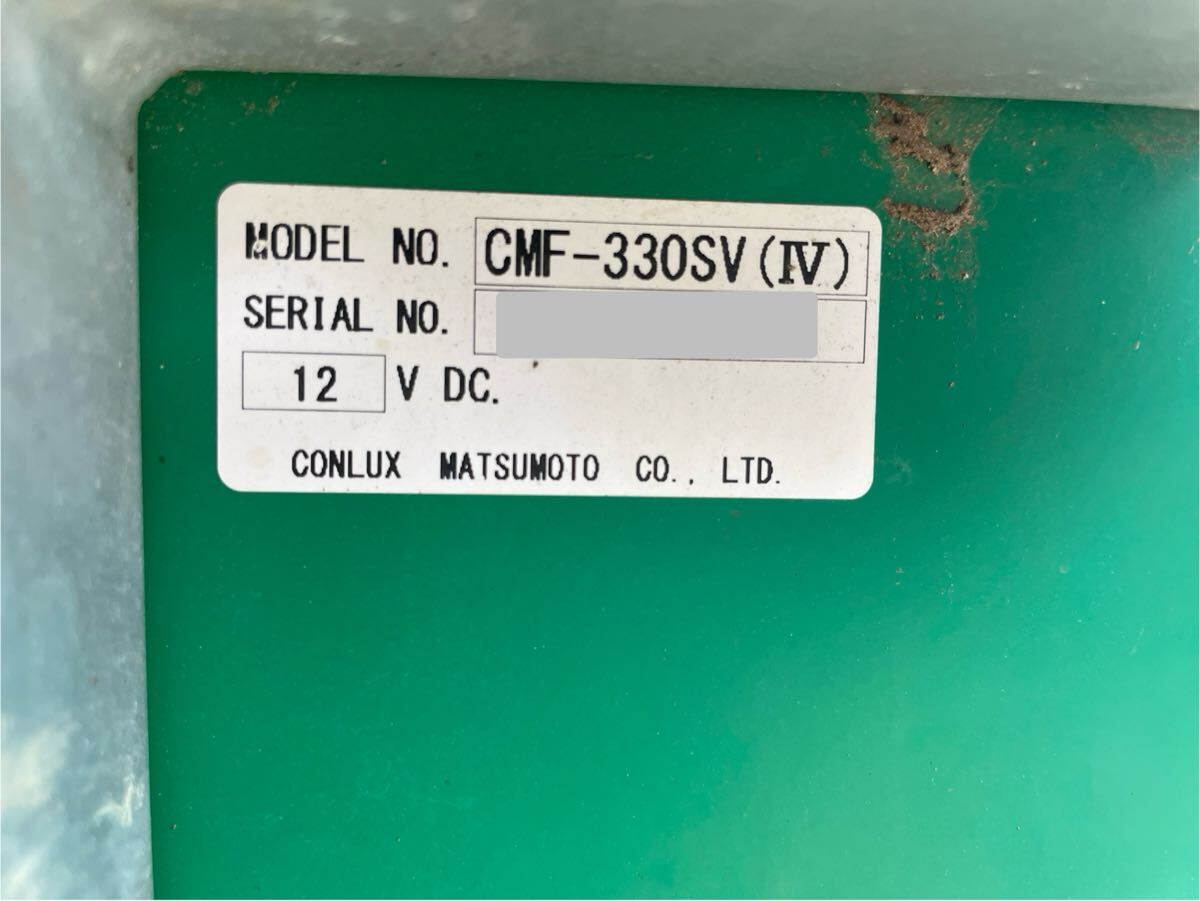 MODEL NO. CMF-330SV(Ⅳ)
SERIAL NO.
12 V DC.
CONLUX MATSUMOTO CO., LTD.